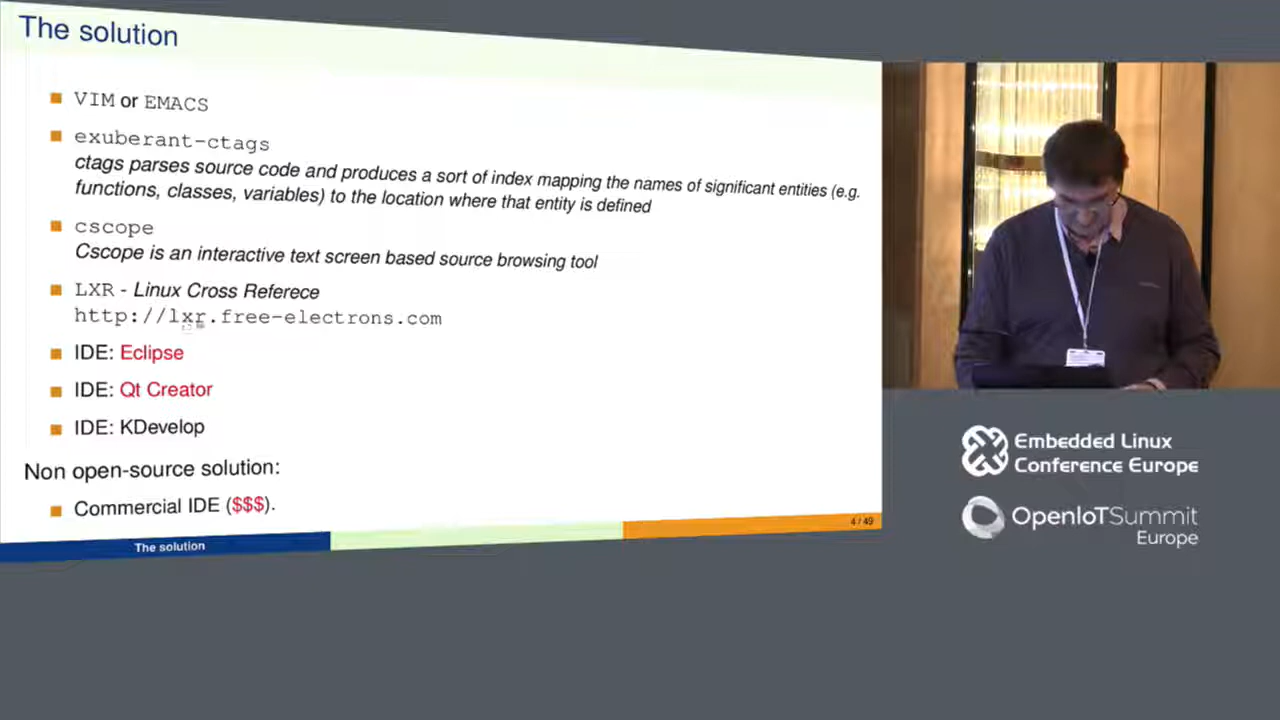 The solution
VIM or EMACS
exuberant-ctags
ctags parses source code and produces a sort of index mapping the names of significant entities (e.g.
functions, classes, variables) to the location where that entity is defined
cscope
Cscope is an interactive text screen based source browsing tool
LXR - Linux Cross Referece
http://lxr.free-electrons.com
IDE: Eclipse
IDE: Qt Creator
IDE: KDevelop
Non open-source solution:
Commercial IDE ($$$).
4 / 49
The solution
Embedded Linux
Conference Europe
OpenIoTSummit
Europe